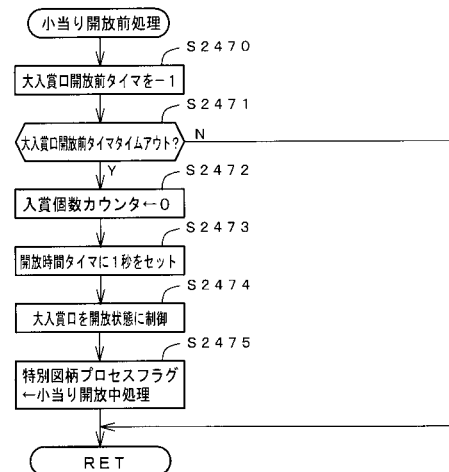 小当り開放前処理
S2470
大入賞口開放前タイマを−1
S2471
大入賞口開放前タイマタイムアウト?
N
Y
S2472
入賞個数カウンタ←0
S2473
開放時間タイマに1秒をセット
S2474
大入賞口を開放状態に制御
S2475
特別図柄プロセスフラグ
←小当り開放中処理
RET